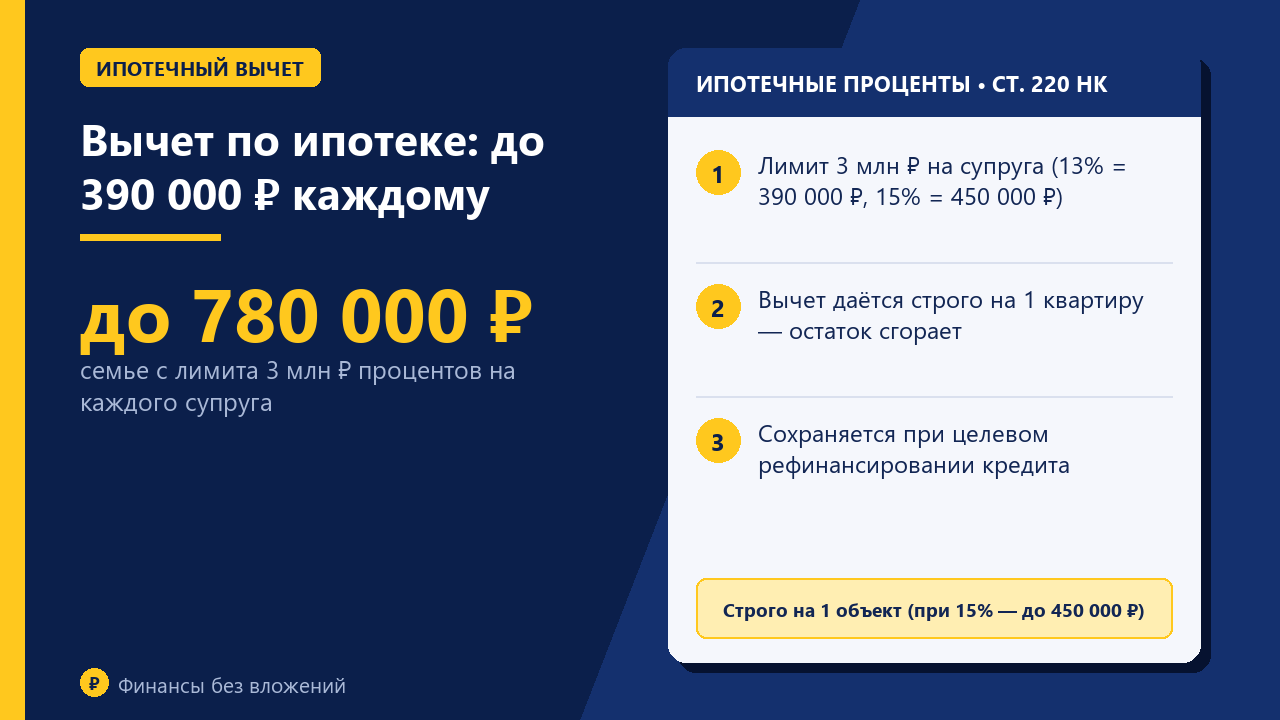 ИПОТЕЧНЫЙ ВЫЧЕТ
Вычет по ипотеке: до
390 000 ₽ каждому
до 780 000 ₽
семье с лимита 3 млн ₽ процентов на
каждого супруга
ИПОТЕЧНЫЕ ПРОЦЕНТЫ • СТ. 220 НК
1
Лимит 3 млн ₽ на супруга (13% =
390 000 ₽, 15% = 450 000 ₽)
2
Вычет даётся строго на 1 квартиру
— остаток сгорает
3
Сохраняется при целевом
рефинансировании кредита
Строго на 1 объект (при 15% — до 450 000 ₽)
₽ Финансы без вложений